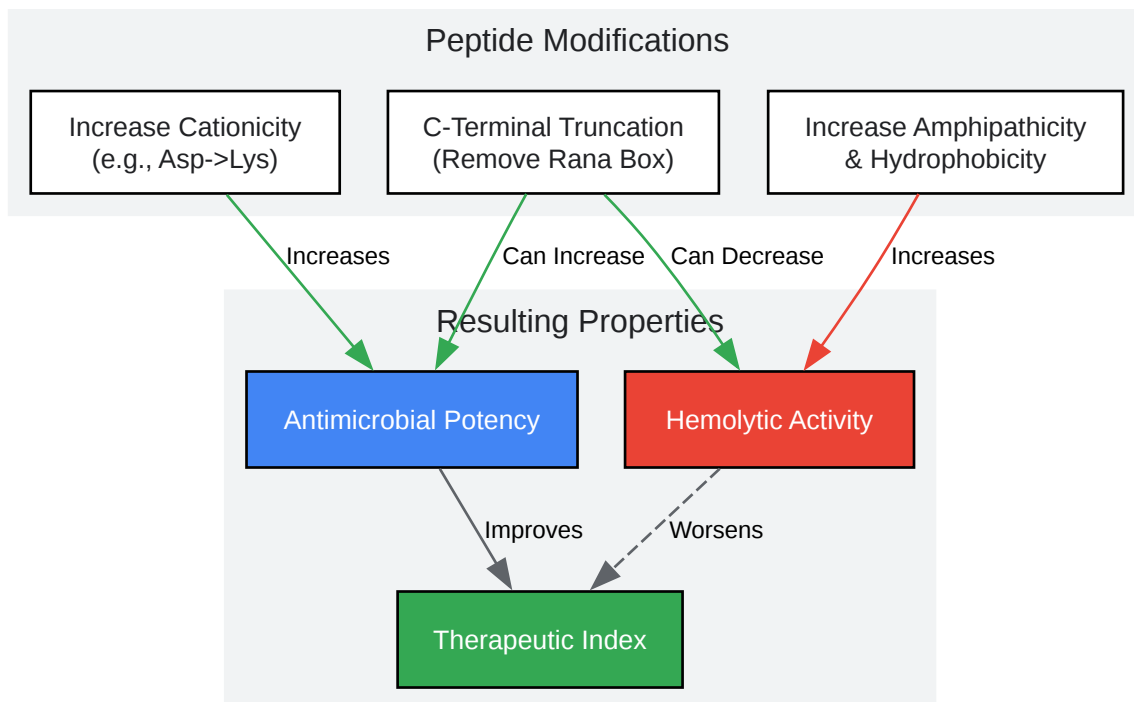 Peptide Modifications
Increase Cationicity
(e.g., Asp->Lys)
C-Terminal Truncation
(Remove Rana Box)
Increase Amphipathicity
& Hydrophobicity
Increases
Can Increase
Can Decrease
Increases
Resulting Properties
Antimicrobial Potency
Hemolytic Activity
Improves
Worsens
Therapeutic Index